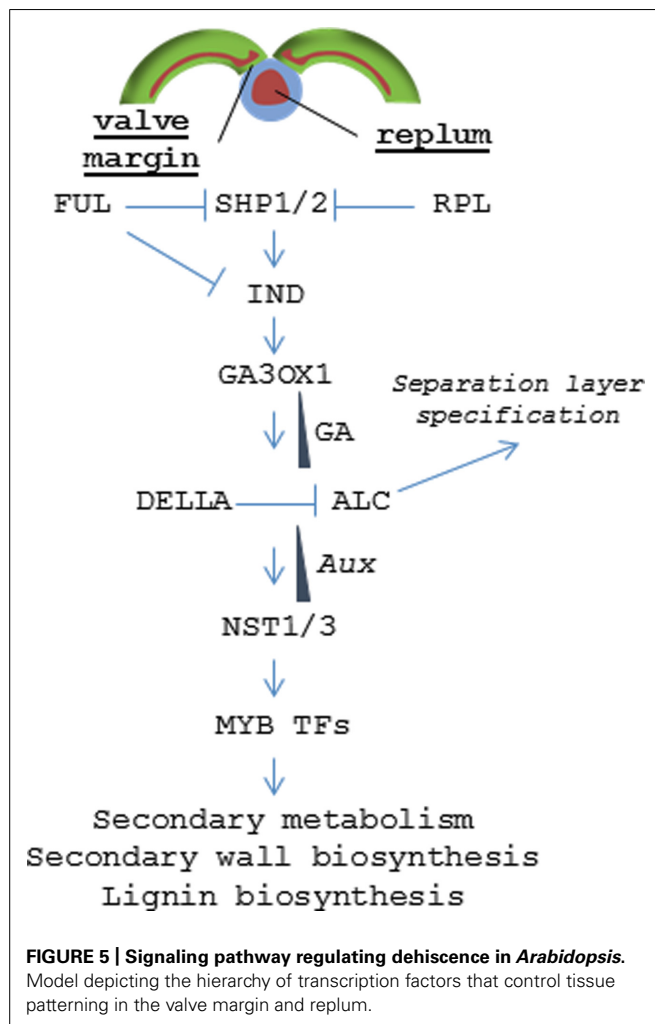 valve
margin
replum
FUL
SHP1/2
RPL
IND
GA3OX1
Separation layer
specification
GA
DELLA
ALC
Aux
NST1/3
MYB TFs
Secondary metabolism
Secondary wall biosynthesis
Lignin biosynthesis
FIGURE 5 | Signaling pathway regulating dehiscence in Arabidopsis.
Model depicting the hierarchy of transcription factors that control tissue
patterning in the valve margin and replum.